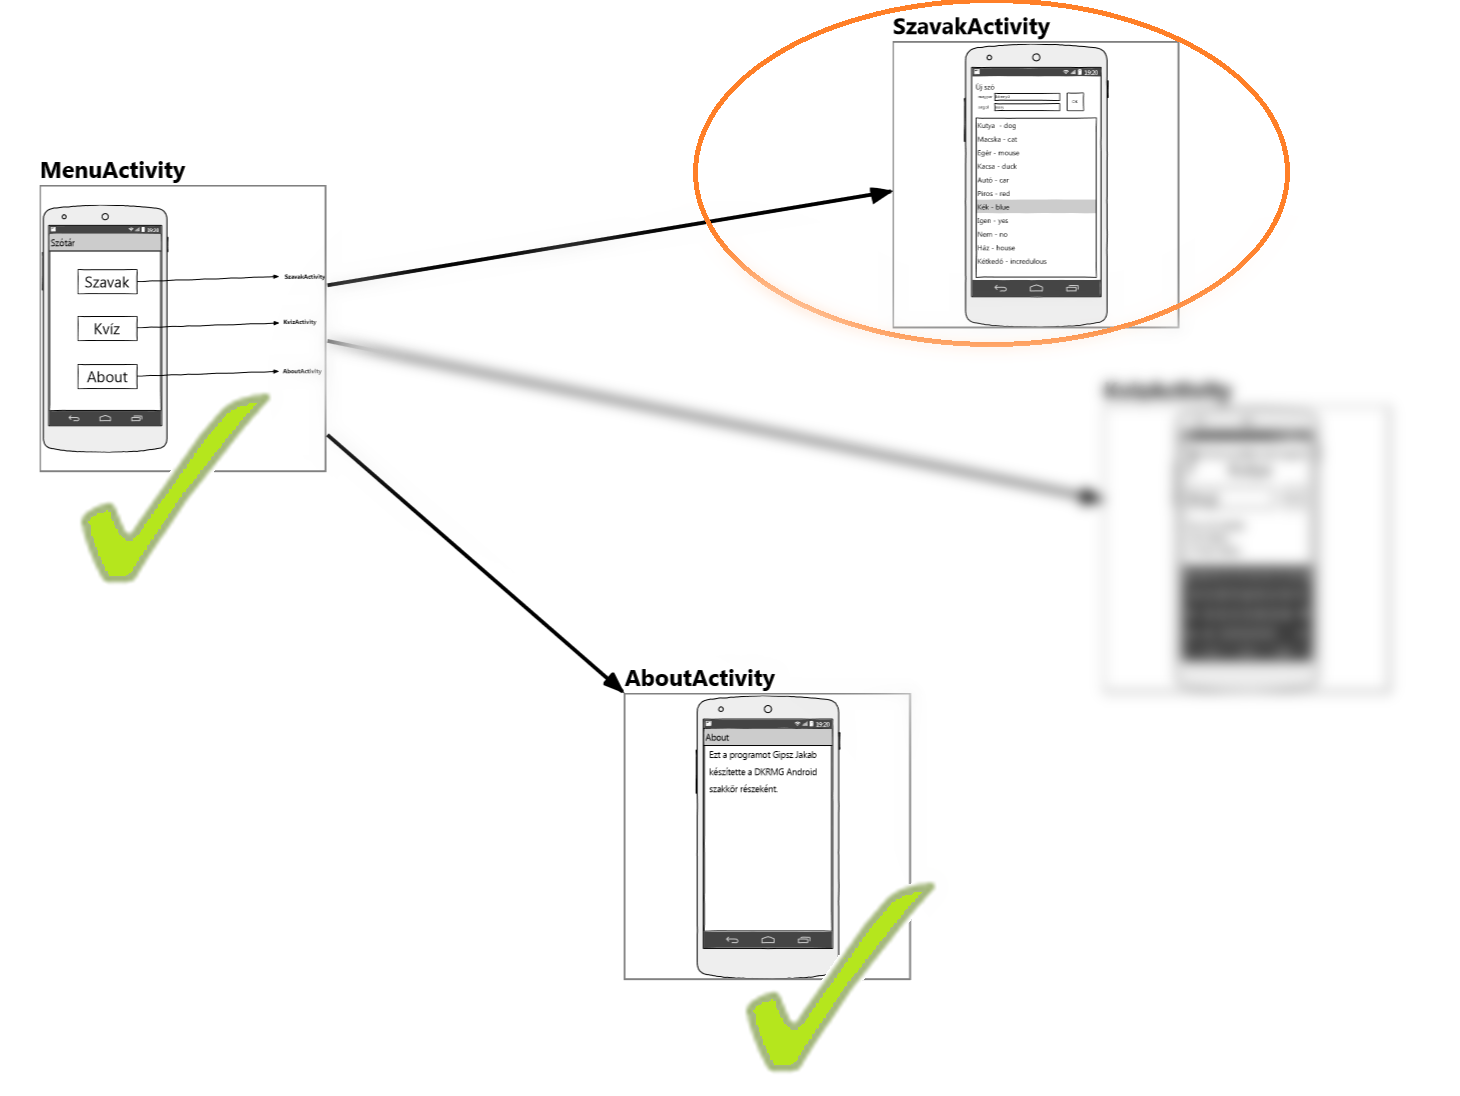 SzavakActivity
19:20
Új szó
magyar
angol
OK
Kutya - dog
Macska - cat
Egér - mouse
Kacsa - duck
Autó - car
Piros - red
Kék - blue
Igen - yes
Nem - no
Ház - house
Kétkedő - incredulous
MenuActivity
19:20
Szótár
Szavak
SzavakActivity
Kvíz
KvizActivity
About
AboutActivity
KvizActivity
AboutActivity
19:20
About
Ezt a programot Gipsz Jakab
készítette a DKRMG Android
szakkör részeként.